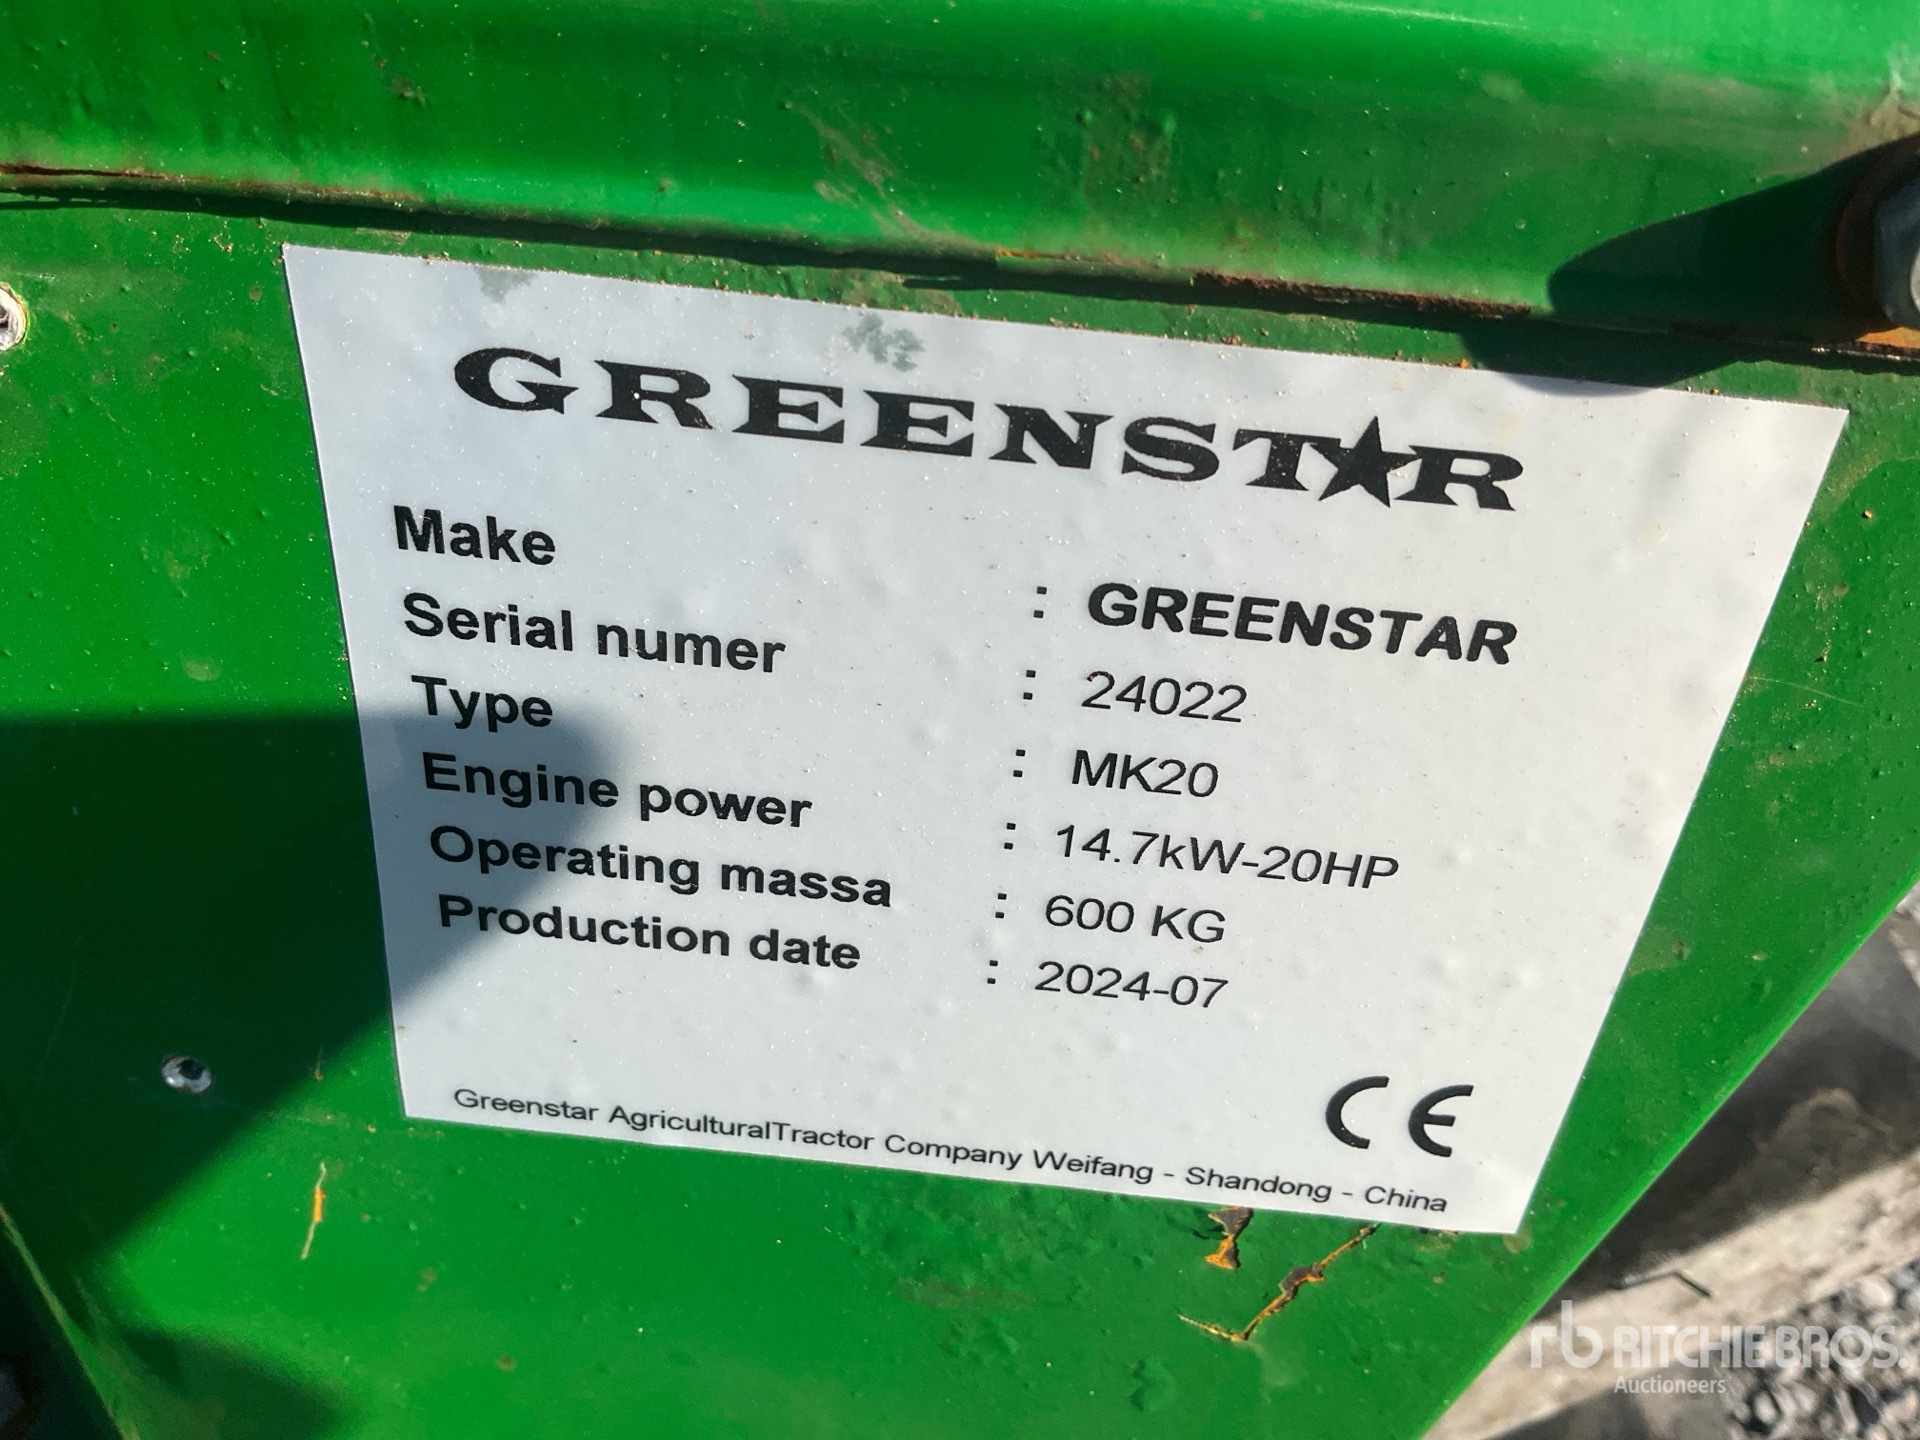 GREENSTAR
Make : GREENSTAR
Serial numer : 24022
Type : MK20
Engine power : 14.7kW-20HP
Operating massa : 600 KG
Production date : 2024-07
CE
Greenstar AgriculturalTractor Company Weifang - Shandong - China
rb RITCHIE BROS.
Auctioneers